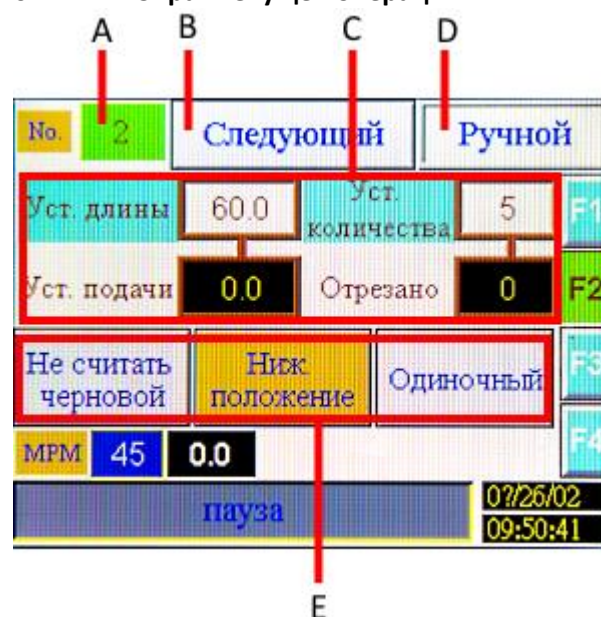 A B C D
No. 2 Следующий Ручной
Уст. длины 60.0 Уст. количества 5 F1
Уст. подачи 0.0 Отрезано 0 F2
Не считать черновой Ниж. положение Одиночный F3
F4
MPM 45 0.0
пауза
/26/02
09:50:41
E